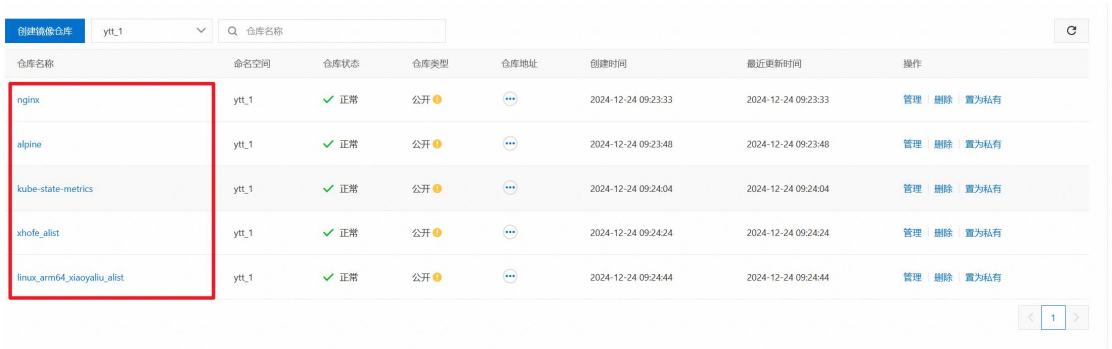 创建镜像仓库 ytt_1 仓库名称
仓库名称 命名空间 仓库状态 仓库类型 仓库地址 创建时间 最近更新时间 操作
nginx ytt_1 正常 公开 2024-12-24 09:23:33 2024-12-24 09:23:33 管理 删除 置为私有
alpine ytt_1 正常 公开 2024-12-24 09:23:48 2024-12-24 09:23:48 管理 删除 置为私有
kube-state-metrics ytt_1 正常 公开 2024-12-24 09:24:04 2024-12-24 09:24:04 管理 删除 置为私有
xhofe_alist ytt_1 正常 公开 2024-12-24 09:24:24 2024-12-24 09:24:24 管理 删除 置为私有
linux_arm64_xiaoyaliu_alist ytt_1 正常 公开 2024-12-24 09:24:44 2024-12-24 09:24:44 管理 删除 置为私有
1